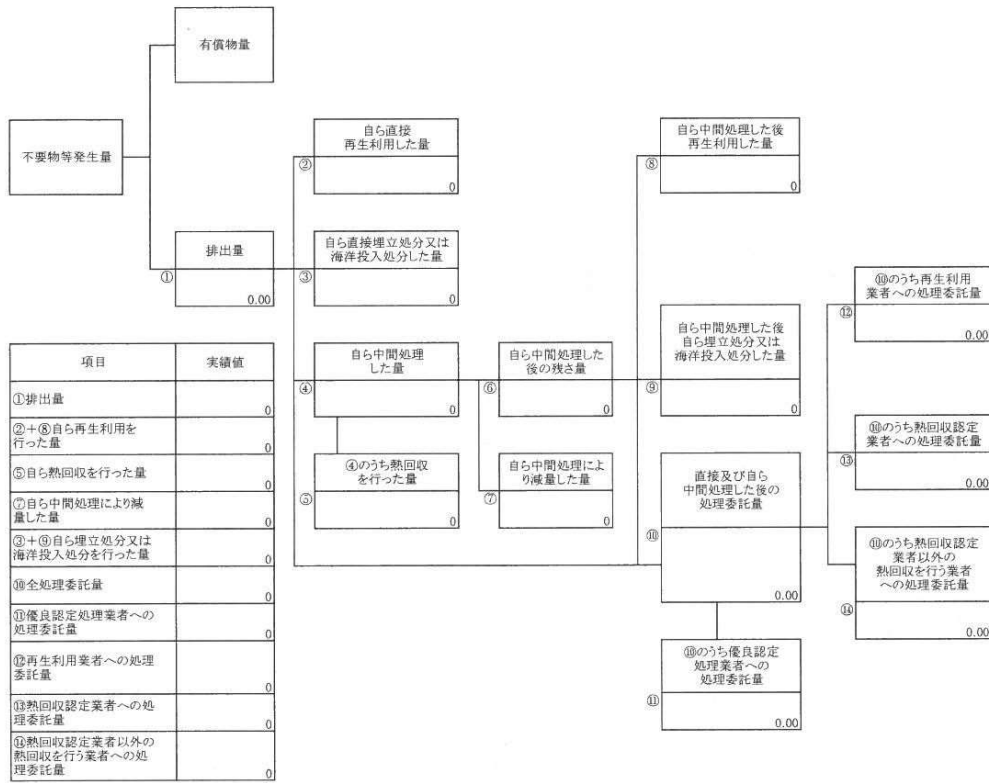 有償物量
不要物等発生量
自ら直接
再生利用した量
②
0
自ら中間処理した後
再生利用した量
⑧
0
排出量
①
0.00
自ら直接埋立処分又は
海洋投入処分した量
③
0
⑩のうち再生利用
業者への処理委託量
⑫
0.00
自ら中間処理
した量
④
0
自ら中間処理した
後の残さ量
⑥
0
自ら中間処理した後
自ら埋立処分又は
海洋投入処分した量
⑨
0
④のうち熱回収
を行った量
⑤
0
自ら中間処理によ
り減量した量
⑦
0
直接及び自ら
中間処理した後の
処理委託量
⑩
0.00
⑩のうち熱回収認定
業者への処理委託量
⑬
0.00
⑩のうち熱回収認定
業者以外の
熱回収を行う業者
への処理委託量
⑭
0.00
⑩のうち優良認定
処理業者への
処理委託量
⑪
0.00
項目 実績値
①排出量 0
②+⑧自ら再生利用を
行った量 0
⑤自ら熱回収を行った量 0
⑦自ら中間処理により減
量した量 0
③+⑨自ら埋立処分又は
海洋投入処分を行った量 0
⑩全処理委託量 0
⑪優良認定処理業者への
処理委託量 0
⑫再生利用業者への処理
委託量 0
⑬熱回収認定業者への処
理委託量 0
⑭熱回収認定業者以外の
熱回収を行う業者への処
理委託量 0